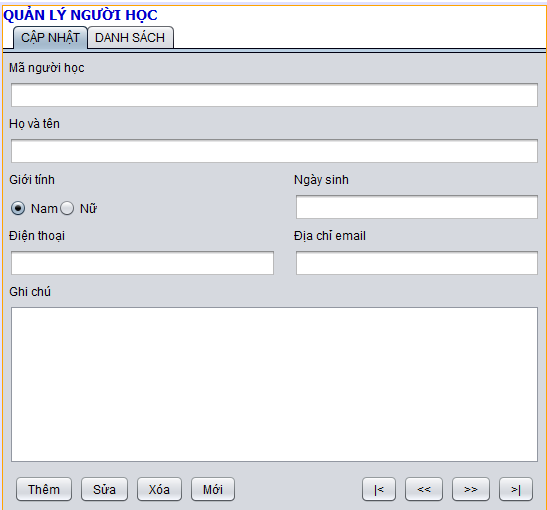 QUẢN LÝ NGƯỜI HỌC
CẬP NHẬT DANH SÁCH
Mã người học
Họ và tên
Giới tính Ngày sinh
Nam Nữ
Điện thoại Địa chỉ email
Ghi chú
Thêm Sửa Xóa Mới |< << >> >|